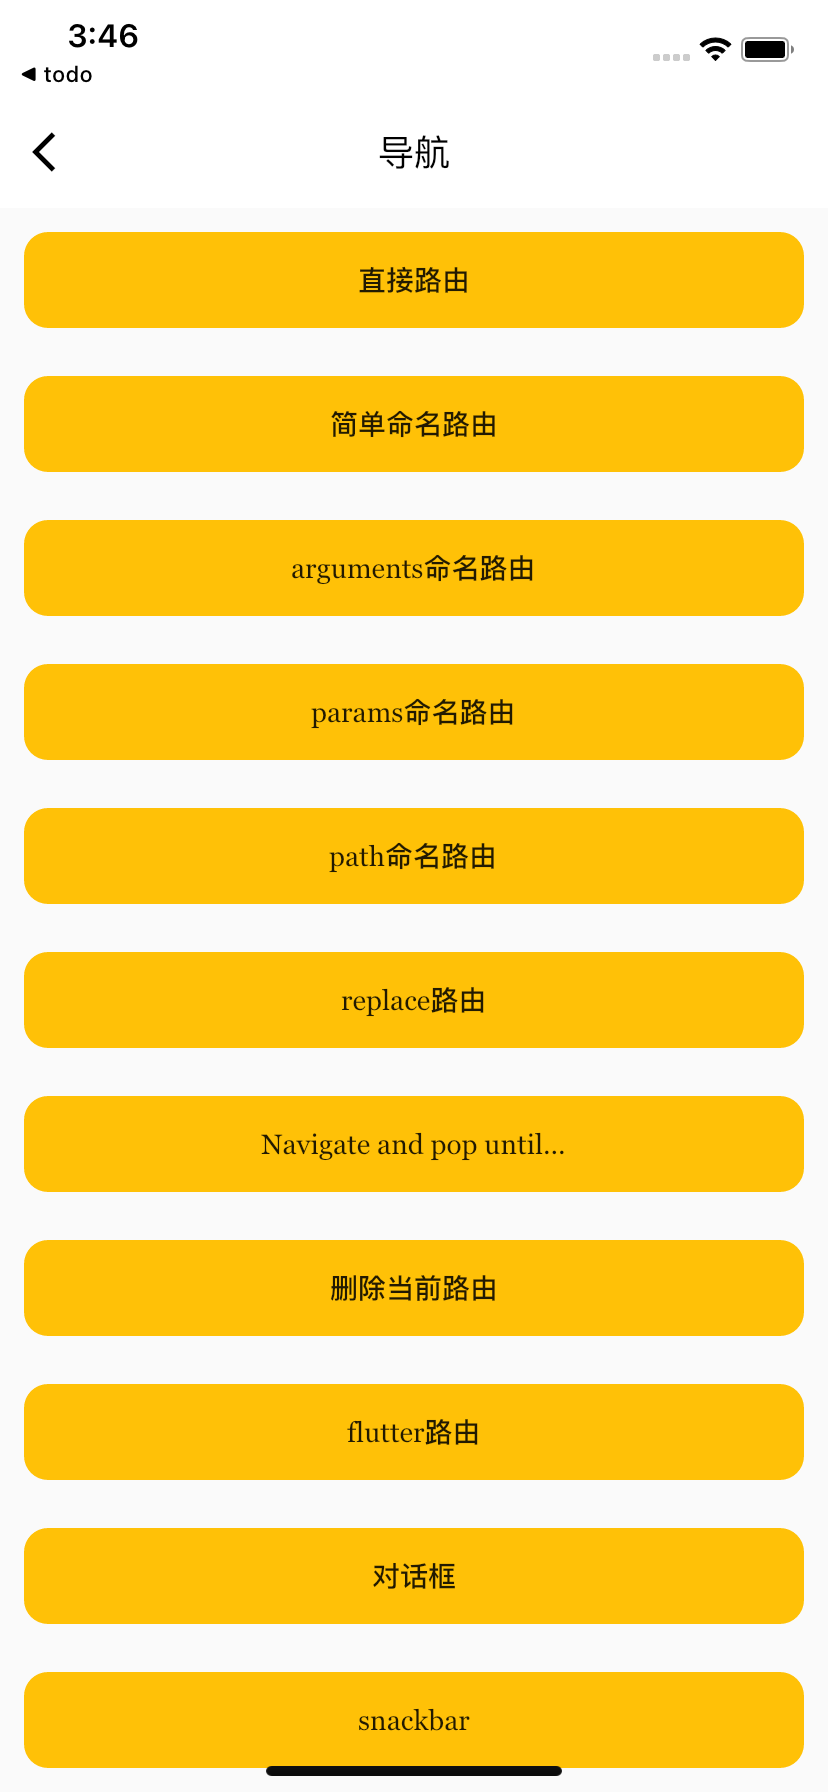 3:46
◀ todo
导航
直接路由
简单命名路由
arguments命名路由
params命名路由
path命名路由
replace路由
Navigate and pop until...
删除当前路由
flutter路由
对话框
snackbar